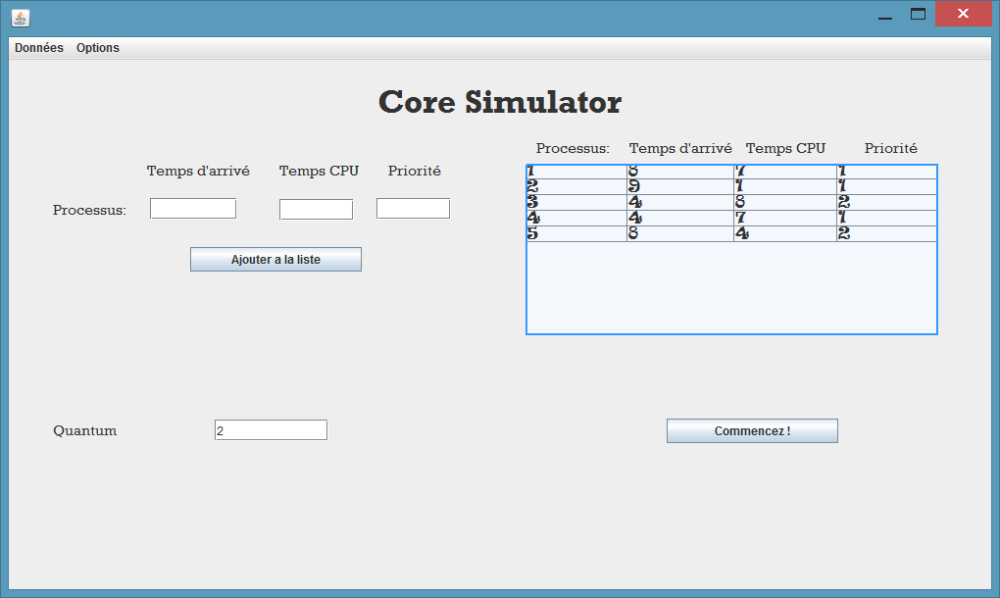 Données Options
Core Simulator
Processus: Temps d'arrivé Temps CPU Priorité
Temps d'arrivé Temps CPU Priorité
Processus:
1 8 7 1
2 9 1 1
3 4 8 2
4 4 7 1
5 8 4 2
Ajouter a la liste
Quantum 2
Commencez !